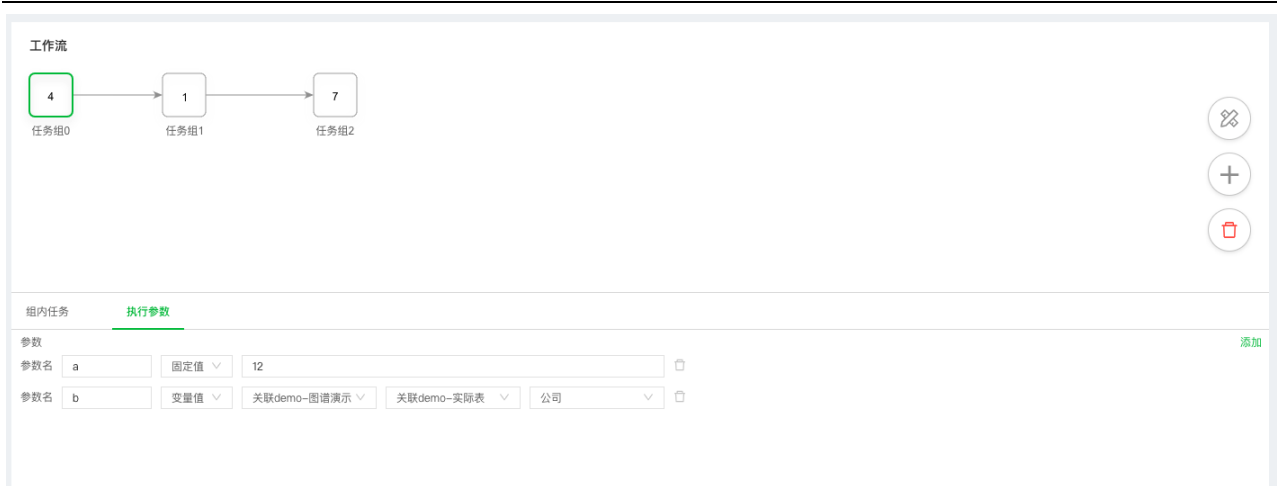 工作流
4 1 7
任务组0 任务组1 任务组2
组内任务 执行参数
参数 添加
参数名 a 固定值 12
参数名 b 变量值 关联demo-图谱演示 关联demo-实际表 公司